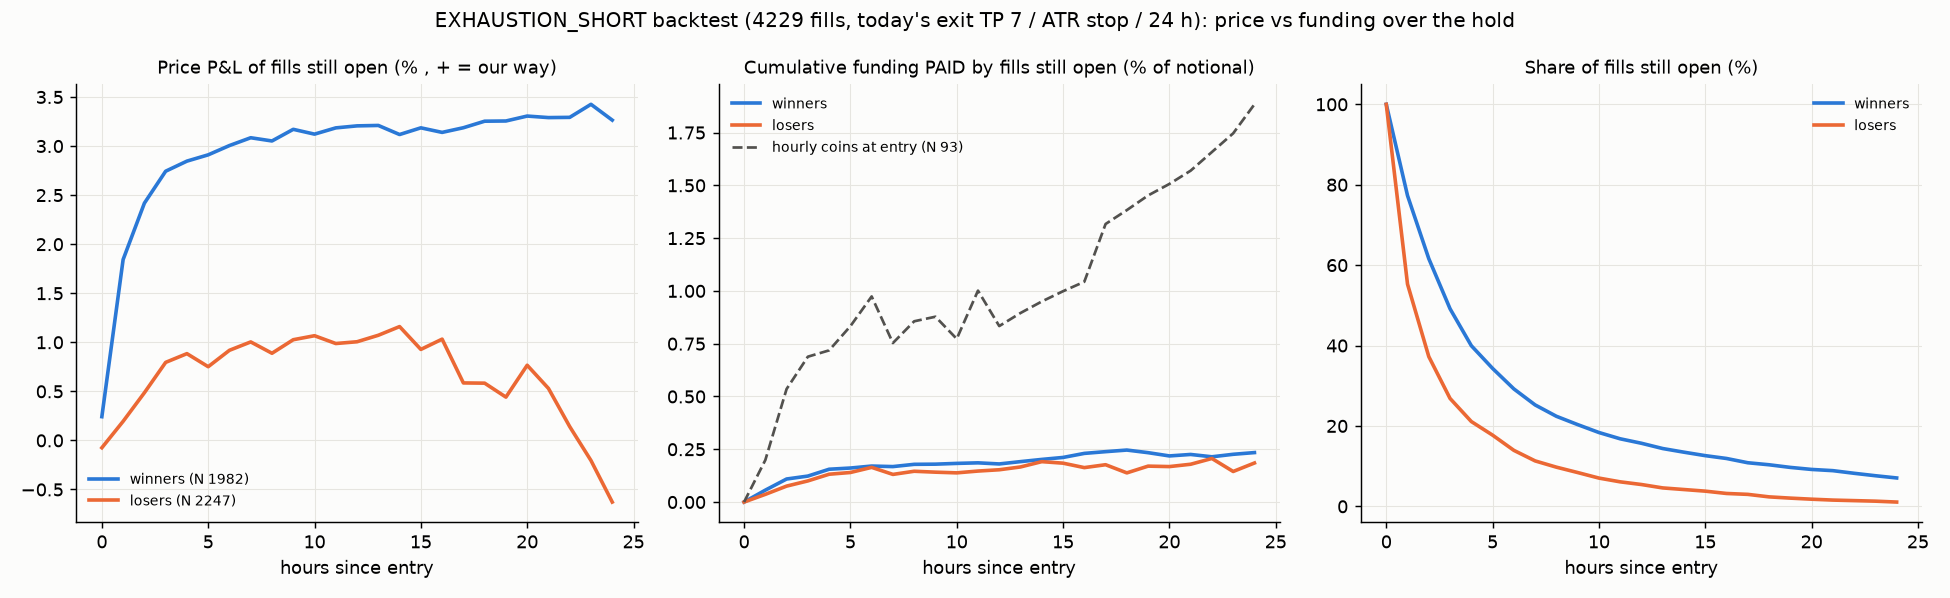 EXHAUSTION_SHORT backtest (4229 fills, today's exit TP 7 / ATR stop / 24 h): price vs funding over the hold
Price P&L of fills still open (% , + = our way)
3.5
3.0
2.5
2.0
1.5
1.0
0.5
0.0
−0.5
winners (N 1982)
losers (N 2247)
0 5 10 15 20 25
hours since entry
Cumulative funding PAID by fills still open (% of notional)
winners
losers
hourly coins at entry (N 93)
1.75
1.50
1.25
1.00
0.75
0.50
0.25
0.00
0 5 10 15 20 25
hours since entry
Share of fills still open (%)
winners
losers
100
80
60
40
20
0
0 5 10 15 20 25
hours since entry